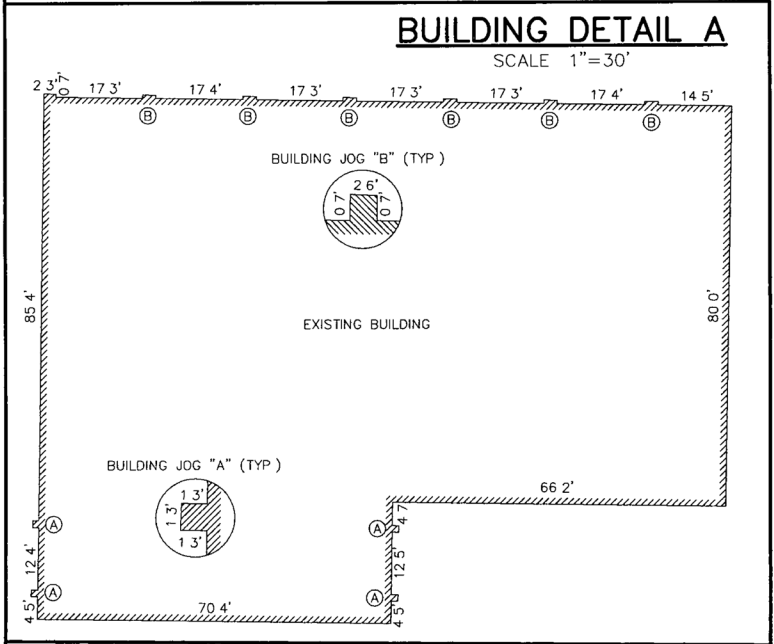 BUILDING DETAIL A
SCALE 1"=30'
2 3' 0 7' 17 3' 17 4' 17 3' 17 3' 17 3' 17 4' 14 5'
B B B B B B
BUILDING JOG "B" (TYP )
2 6'
0 7' 0 7'
85 4'
80 0'
EXISTING BUILDING
BUILDING JOG "A" (TYP )
1 3'
1 3'
1 3'
66 2'
4 7
A A
12 4' 12 5'
A A
4 5' 70 4' 4 5'